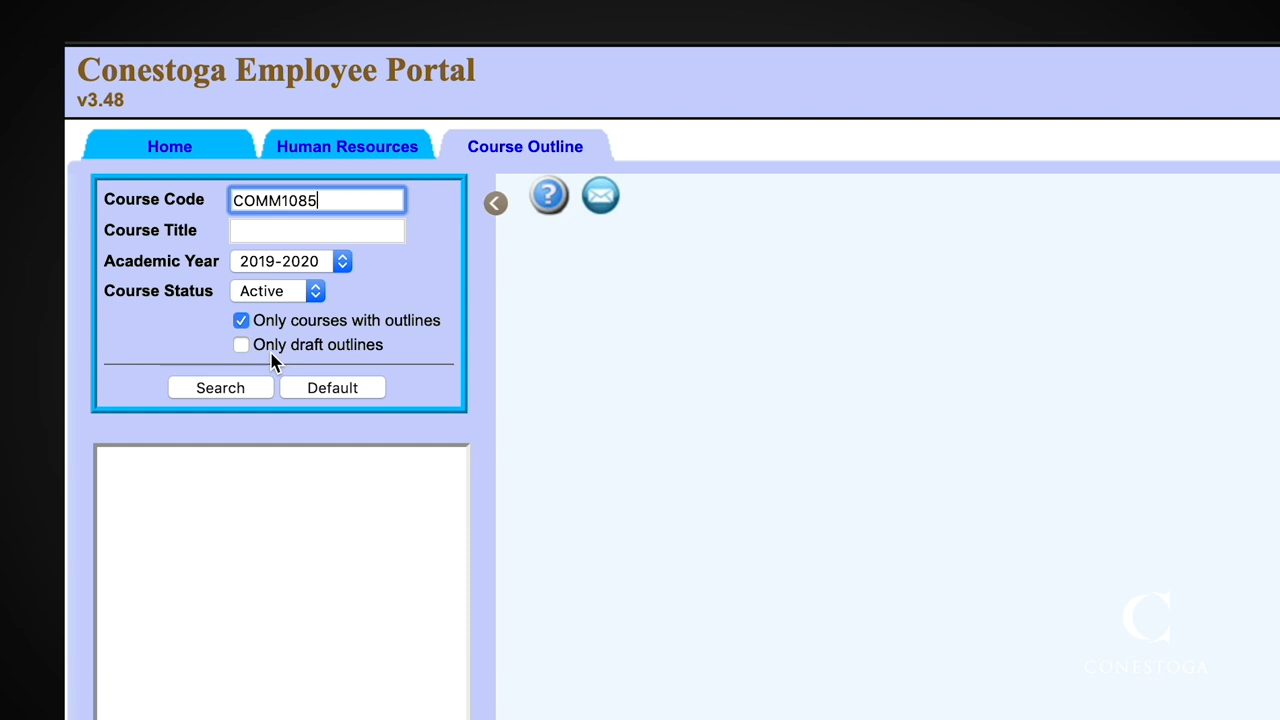 Conestoga Employee Portal
v3.48
Home
Human Resources
Course Outline
Course Code
COMM1085
Course Title
Academic Year
2019-2020
Course Status
Active
Only courses with outlines
Only draft outlines
Search
Default
?
C
CONESTOGA